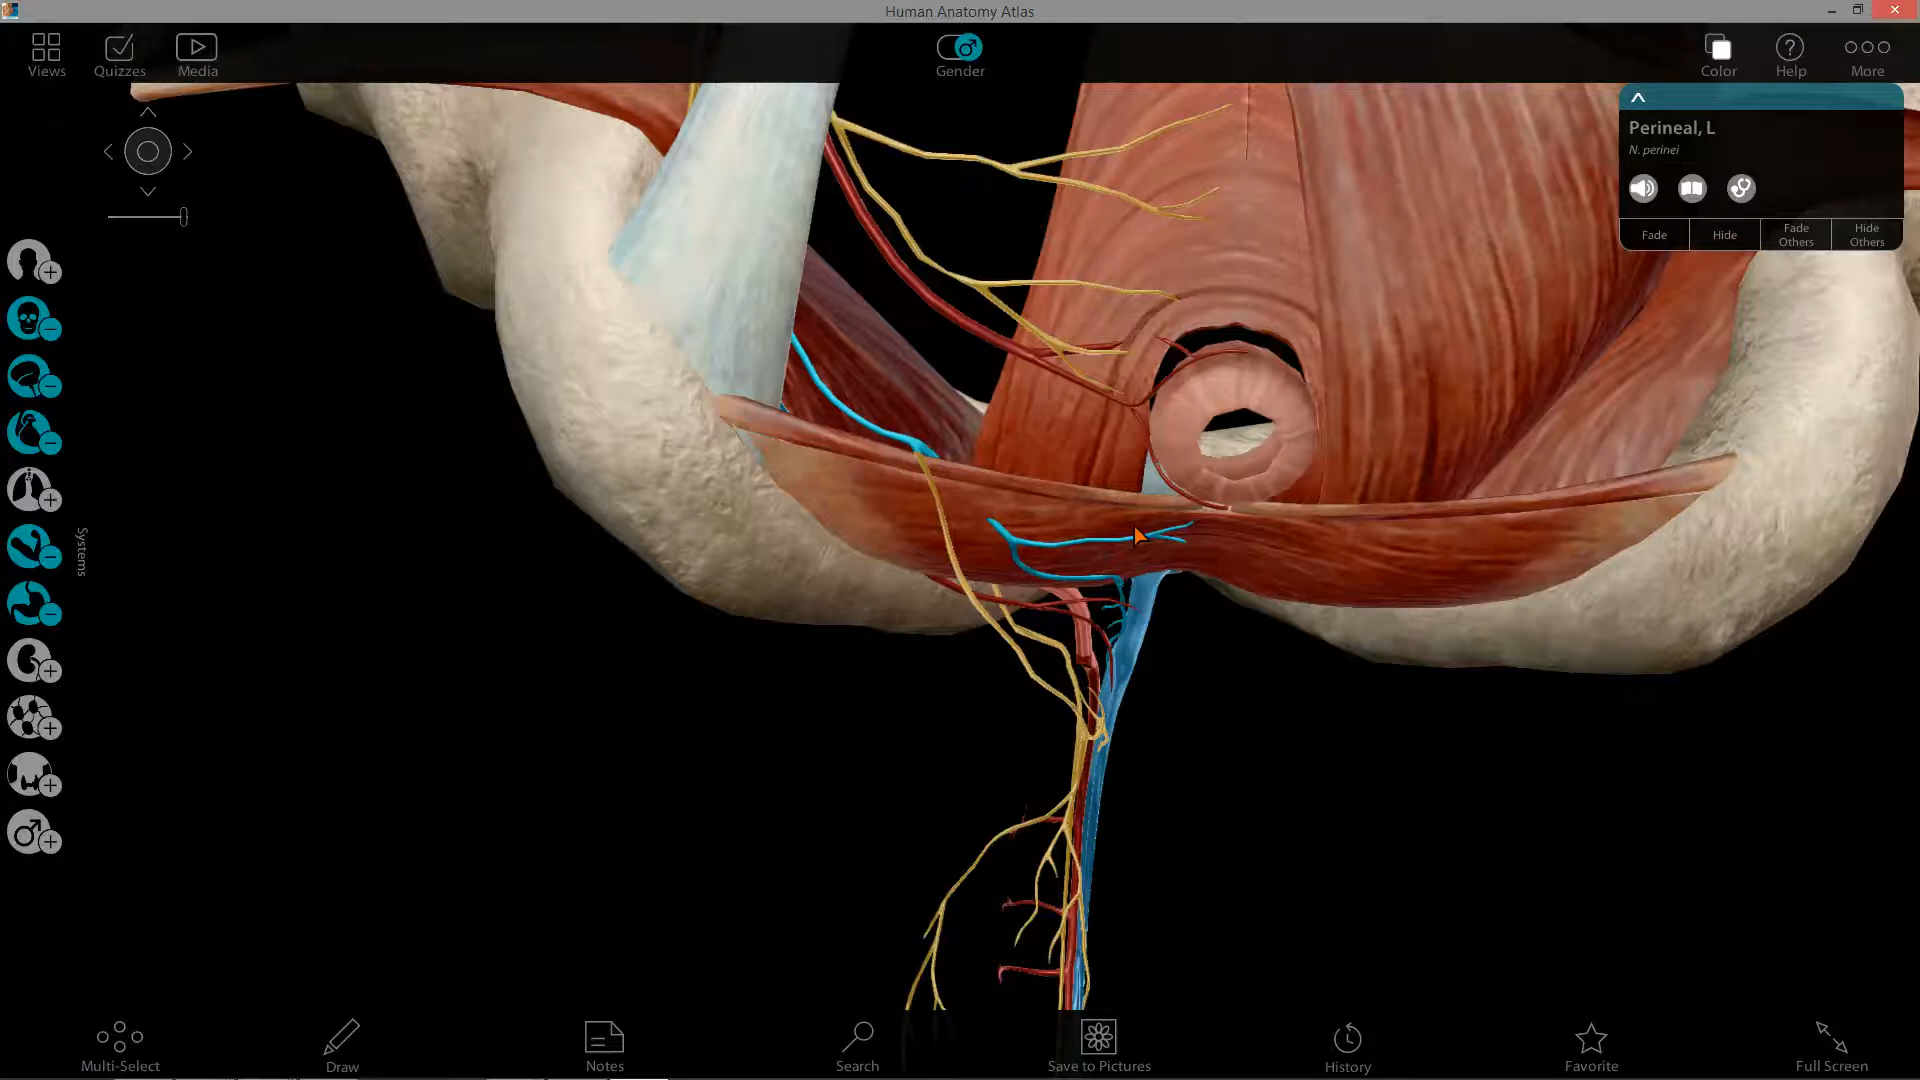 Human Anatomy Atlas
Views
Quizzes
Media
Gender
Color
Help
More
Perineal, L
N. perinei
Fade
Hide
Fade Others
Hide Others
Systems
Multi-Select
Draw
Notes
Search
Save to Pictures
History
Favorite
Full Screen